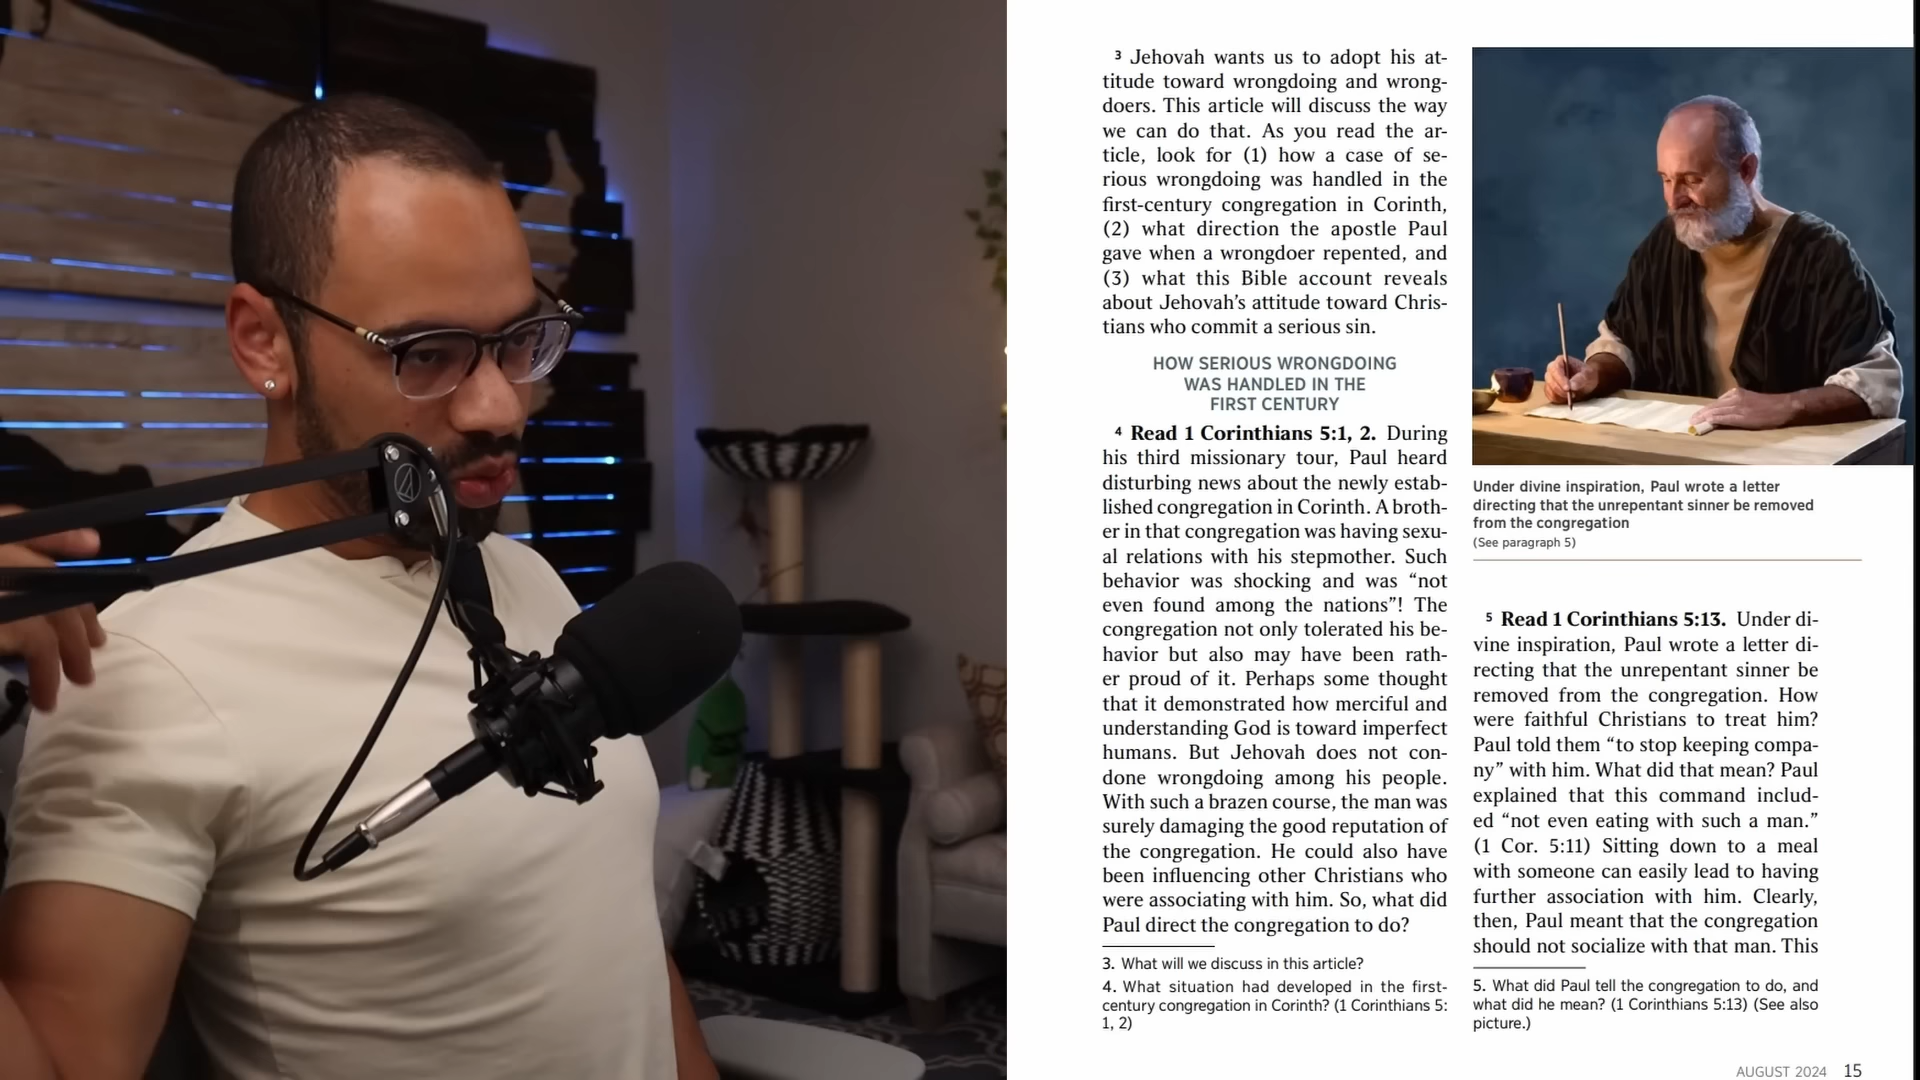 3 Jehovah wants us to adopt his at-
titude toward wrongdoing and wrong-
doers. This article will discuss the way
we can do that. As you read the ar-
ticle, look for (1) how a case of se-
rious wrongdoing was handled in the
first-century congregation in Corinth,
(2) what direction the apostle Paul
gave when a wrongdoer repented, and
(3) what this Bible account reveals
about Jehovah’s attitude toward Chris-
tians who commit a serious sin.
HOW SERIOUS WRONGDOING
WAS HANDLED IN THE
FIRST CENTURY
4 Read 1 Corinthians 5:1, 2. During
his third missionary tour, Paul heard
disturbing news about the newly estab-
lished congregation in Corinth. A broth-
er in that congregation was having sexu-
al relations with his stepmother. Such
behavior was shocking and was “not
even found among the nations”! The
congregation not only tolerated his be-
havior but also may have been rath-
er proud of it. Perhaps some thought
that it demonstrated how merciful and
understanding God is toward imperfect
humans. But Jehovah does not con-
done wrongdoing among his people.
With such a brazen course, the man was
surely damaging the good reputation of
the congregation. He could also have
been influencing other Christians who
were associating with him. So, what did
Paul direct the congregation to do?
3. What will we discuss in this article?
4. What situation had developed in the first-
century congregation in Corinth? (1 Corinthians 5:
1, 2)
Under divine inspiration, Paul wrote a letter
directing that the unrepentant sinner be removed
from the congregation
(See paragraph 5)
5 Read 1 Corinthians 5:13. Under di-
vine inspiration, Paul wrote a letter di-
recting that the unrepentant sinner be
removed from the congregation. How
were faithful Christians to treat him?
Paul told them “to stop keeping compa-
ny” with him. What did that mean? Paul
explained that this command includ-
ed “not even eating with such a man.”
(1 Cor. 5:11) Sitting down to a meal
with someone can easily lead to having
further association with him. Clearly,
then, Paul meant that the congregation
should not socialize with that man. This
5. What did Paul tell the congregation to do, and
what did he mean? (1 Corinthians 5:13) (See also
picture.)
AUGUST 2024 15